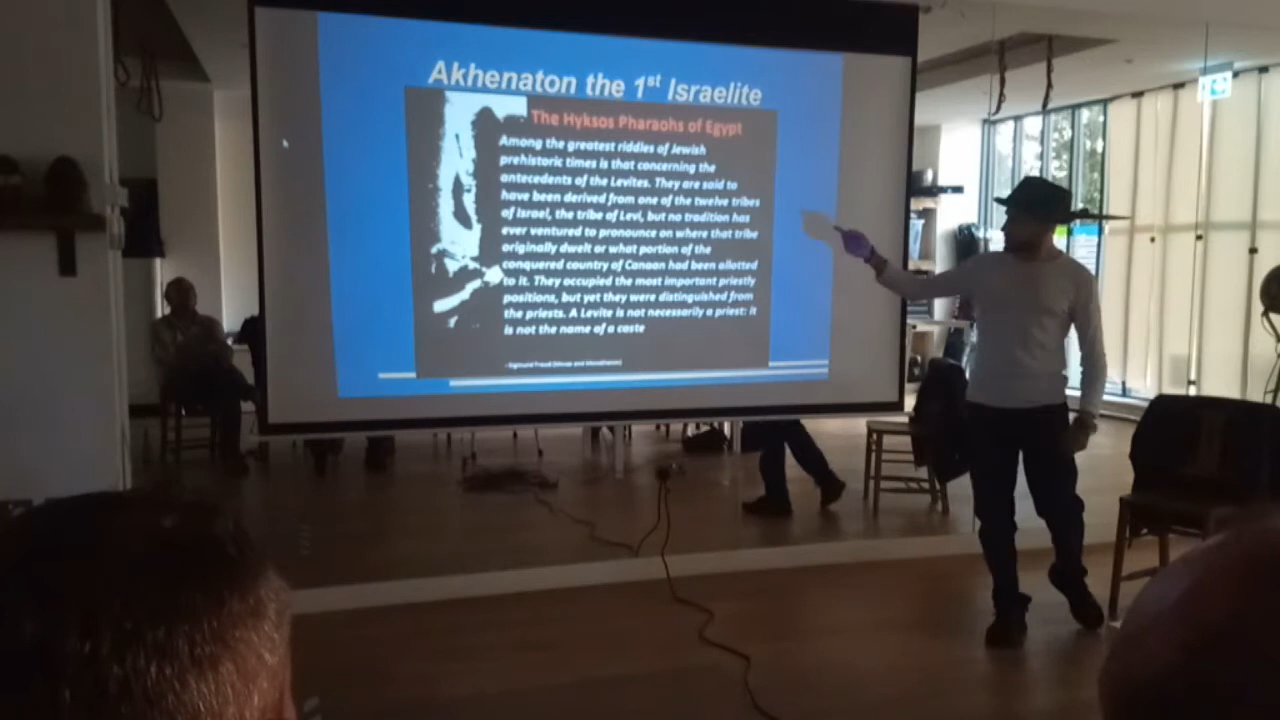 Akhenaton the 1st Israelite
The Hyksos Pharaohs of Egypt
Among the greatest riddles of Jewish
prehistoric times is that concerning the
antecedents of the Levites. They are said to
have been derived from one of the twelve tribes
of Israel, the tribe of Levi, but no tradition has
ever ventured to pronounce on where that tribe
originally dwelt or what portion of the
conquered country of Canaan had been allotted
to it. They occupied the most important priestly
positions, but yet they were distinguished from
the priests. A Levite is not necessarily a priest: it
is not the name of a caste
- Sigmund Freud (Moses and Monotheism)